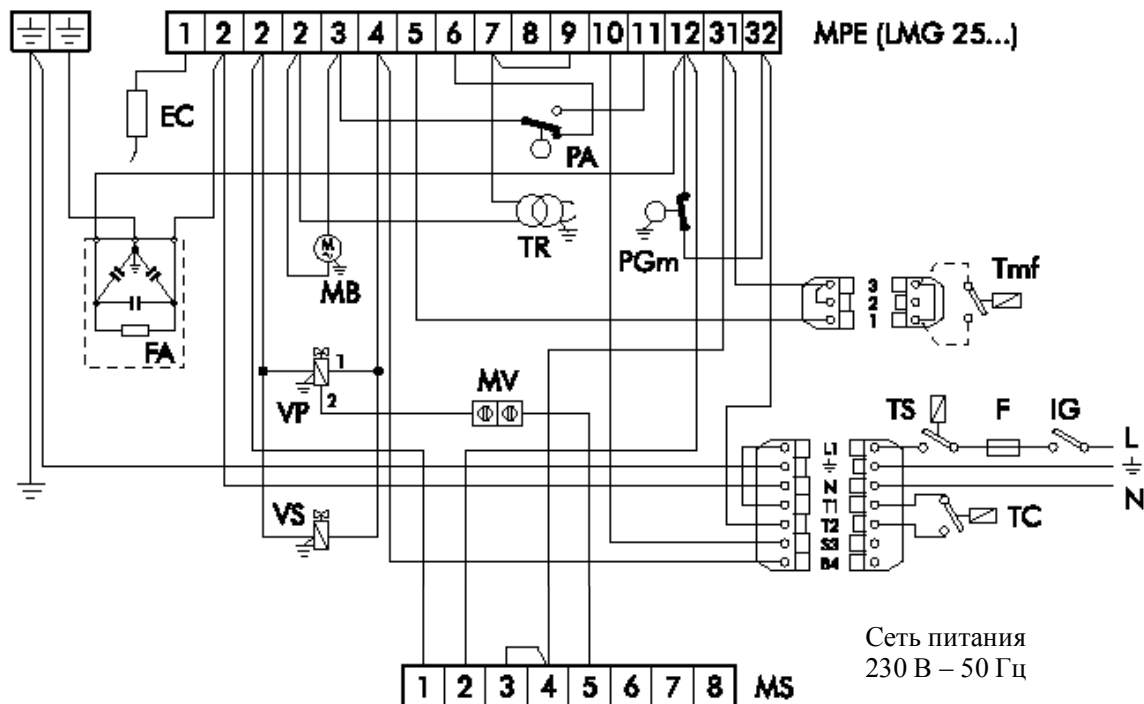 1 2 2 2 3 4 5 6 7 8 9 10 11 12 31 32 MPE (LMG 25...)
EC
PA
TR
PGm
M
~
MB
3
2
1
Tmf
FA
1
2
VP
MV
TS F IG
L
L1
N
N
T1
T2
S3
B4
TC
VS
Сеть питания
230 В – 50 Гц
1 2 3 4 5 6 7 8 MS